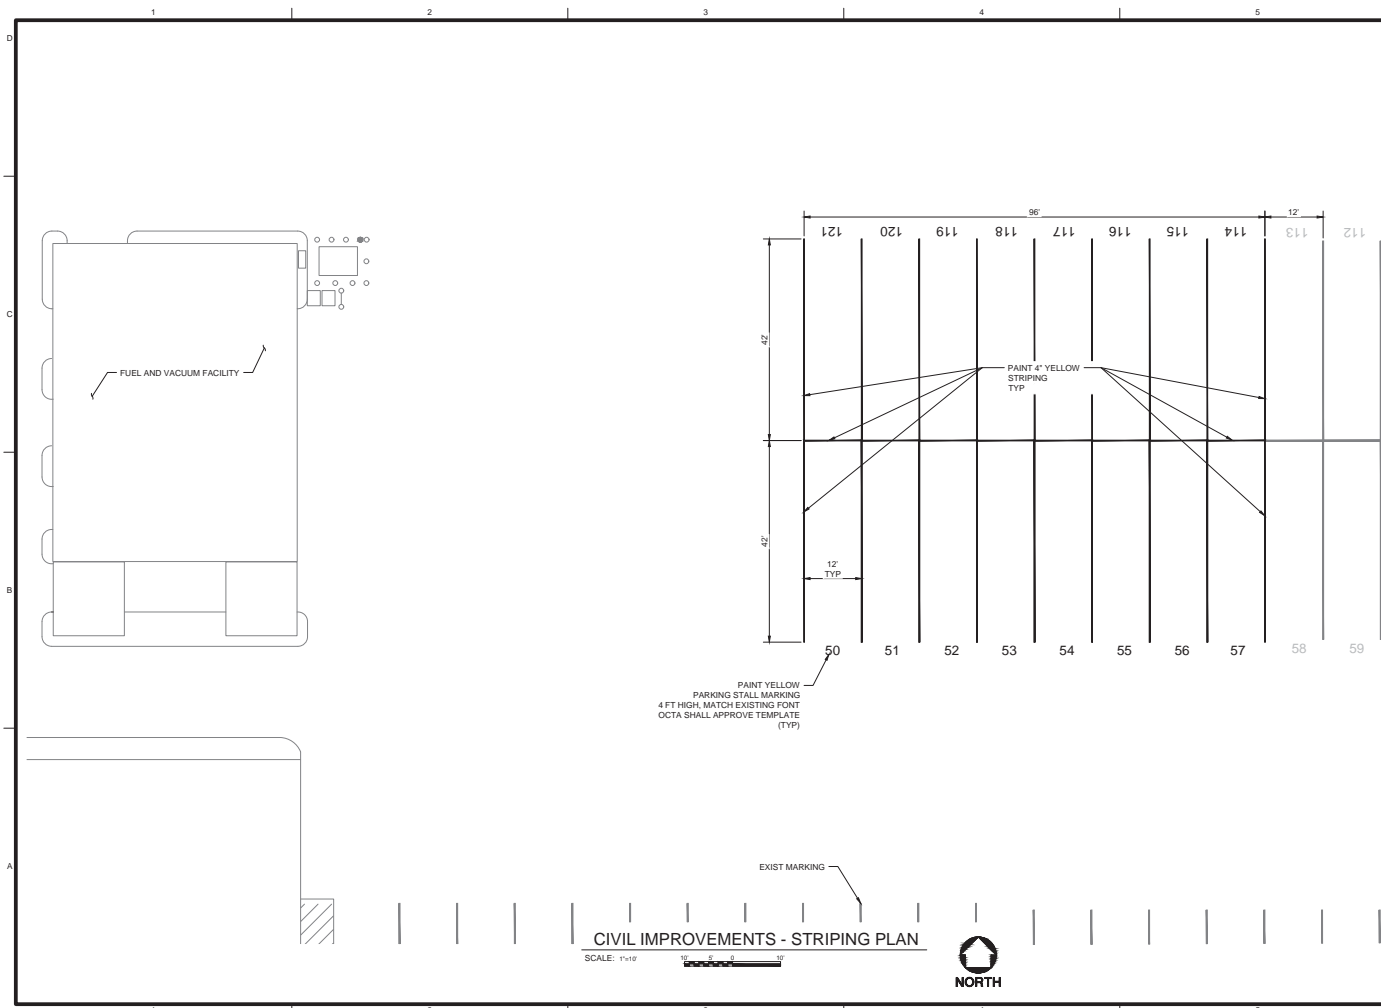 1 2 3 4 5
D
C
B
A
96' 12'
121 120 119 118 117 116 115 114 113 112
42'
FUEL AND VACUUM FACILITY
PAINT 4" YELLOW
STRIPING
TYP
42'
12'
TYP
50 51 52 53 54 55 56 57 58 59
PAINT YELLOW
PARKING STALL MARKING
4 FT HIGH, MATCH EXISTING FONT
OCTA SHALL APPROVE TEMPLATE
(TYP)
EXIST MARKING
CIVIL IMPROVEMENTS - STRIPING PLAN
SCALE: 1"=10'
10' 5' 0 10'
NORTH